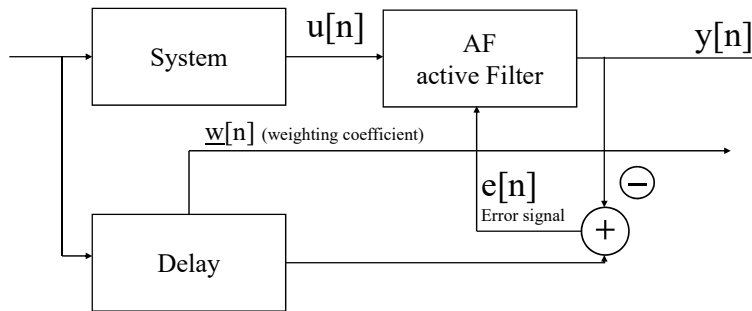 u[n]
y[n]
System
AF
active Filter
w[n] (weighting coefficient)
e[n]
Error signal
−
+
Delay